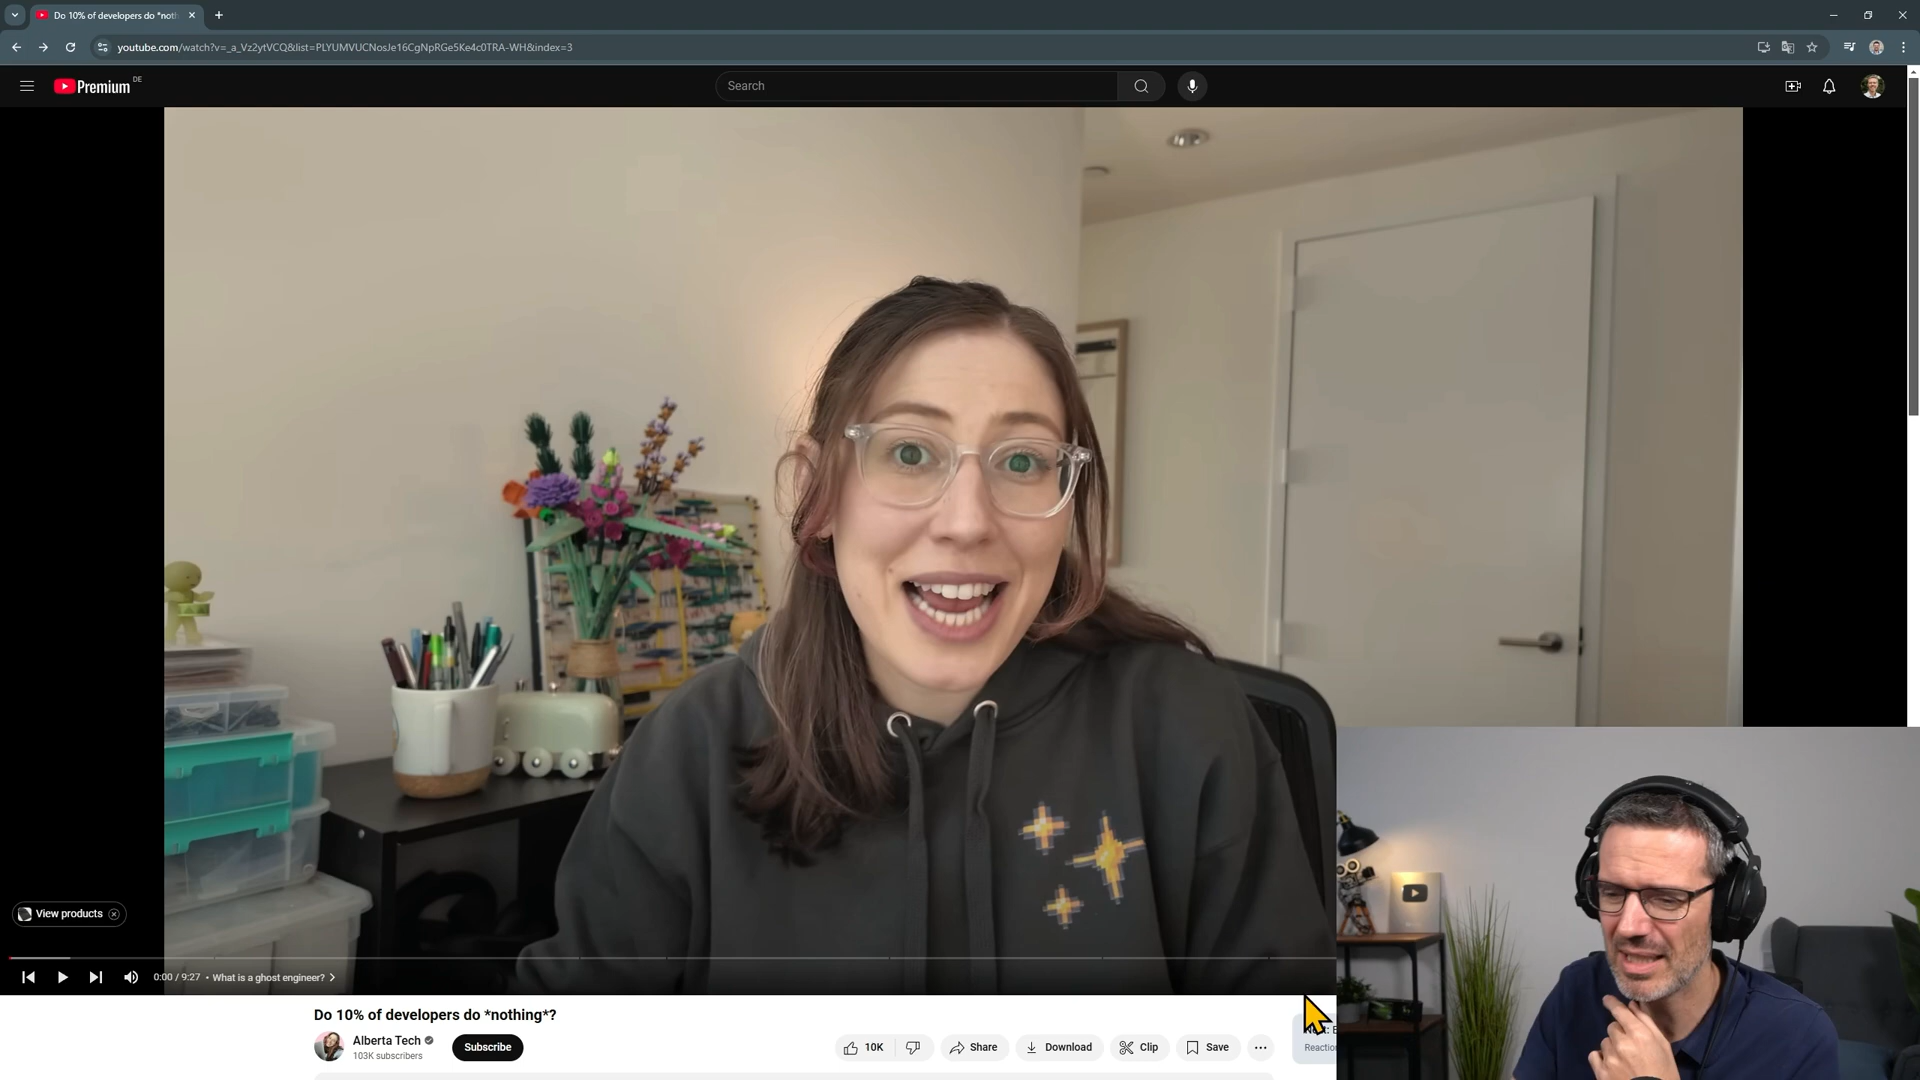 Do 10% of developers do *noth
youtube.com/watch?v=_a_Vz2ytVCQ&list=PLYUMVUCNosJe16CgNpRGe5Ke4c0TRA-WH&index=3
Premium DE
Search
View products
0:00 / 9:27 • What is a ghost engineer?
Do 10% of developers do *nothing*?
Alberta Tech
103K subscribers
Subscribe
10K
Share
Download
Clip
Save
Reaction